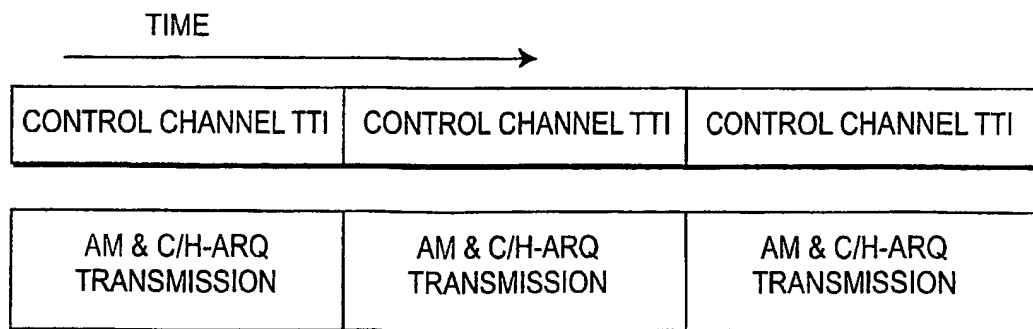 TIME
CONTROL CHANNEL TTI CONTROL CHANNEL TTI CONTROL CHANNEL TTI
AM & C/H-ARQ AM & C/H-ARQ AM & C/H-ARQ
TRANSMISSION TRANSMISSION TRANSMISSION